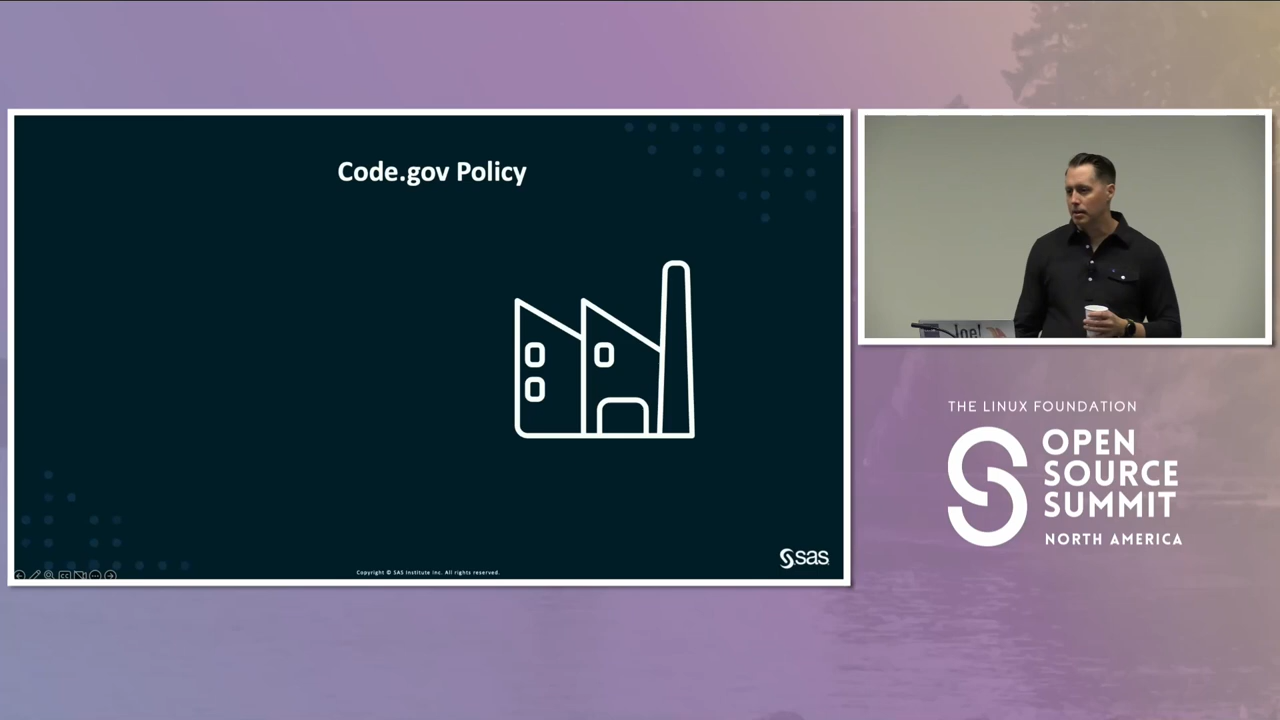 Code.gov Policy
Copyright © SAS Institute Inc. All rights reserved.
sas
Joel
THE LINUX FOUNDATION
OPEN
SOURCE
SUMMIT
NORTH AMERICA